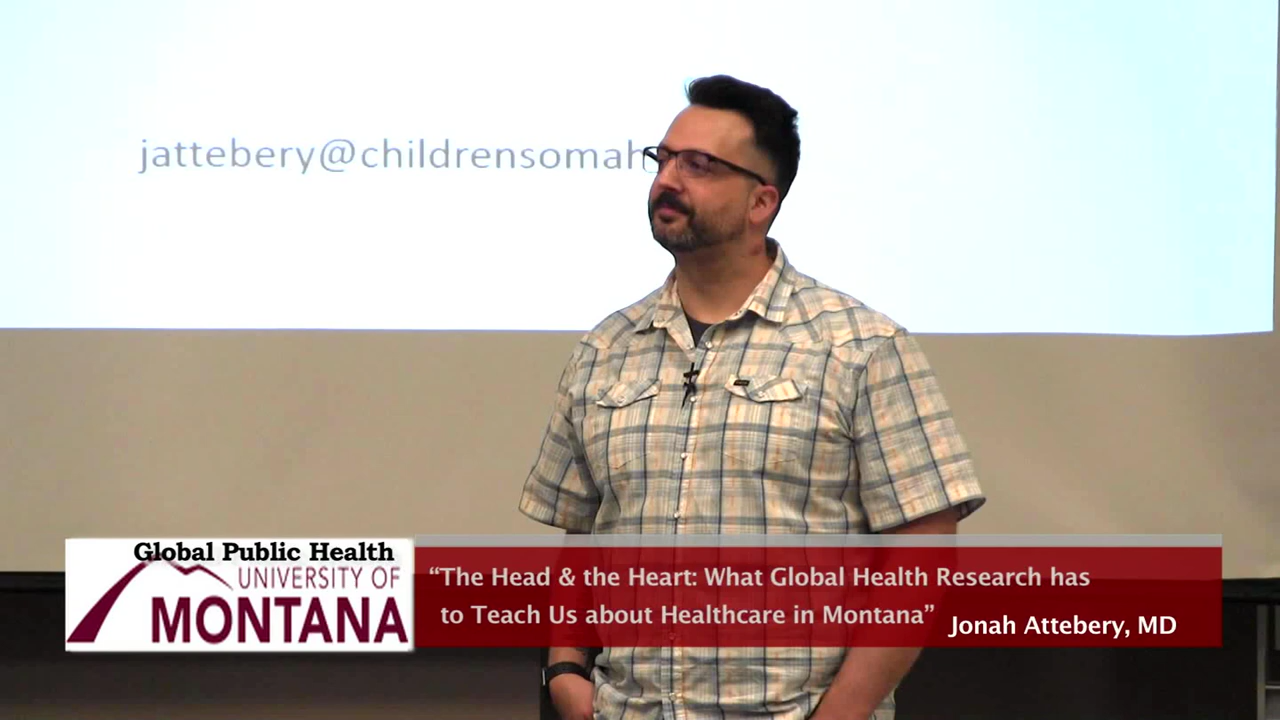 jattebery@childrensomah
Global Public Health
UNIVERSITY OF
MONTANA
“The Head & the Heart: What Global Health Research has
to Teach Us about Healthcare in Montana”
Jonah Attebery, MD